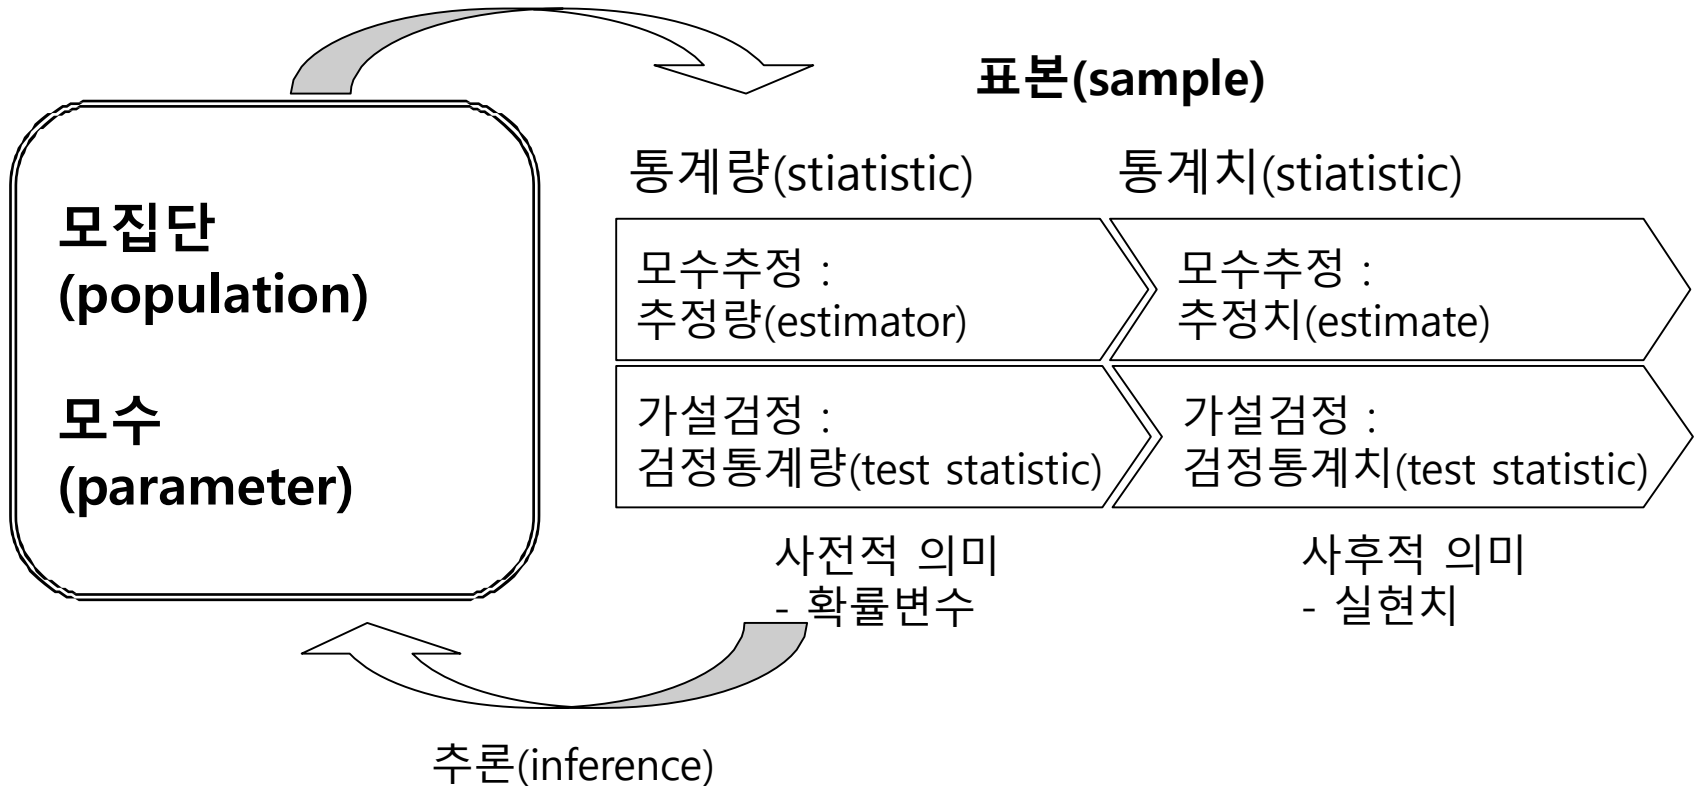 표본(sample)
모집단
(population)
모수
(parameter)
통계량(stiatistic)
통계치(stiatistic)
모수추정 :
추정량(estimator)
모수추정 :
추정치(estimate)
가설검정 :
검정통계량(test statistic)
가설검정 :
검정통계치(test statistic)
사전적 의미
- 확률변수
사후적 의미
- 실현치
추론(inference)